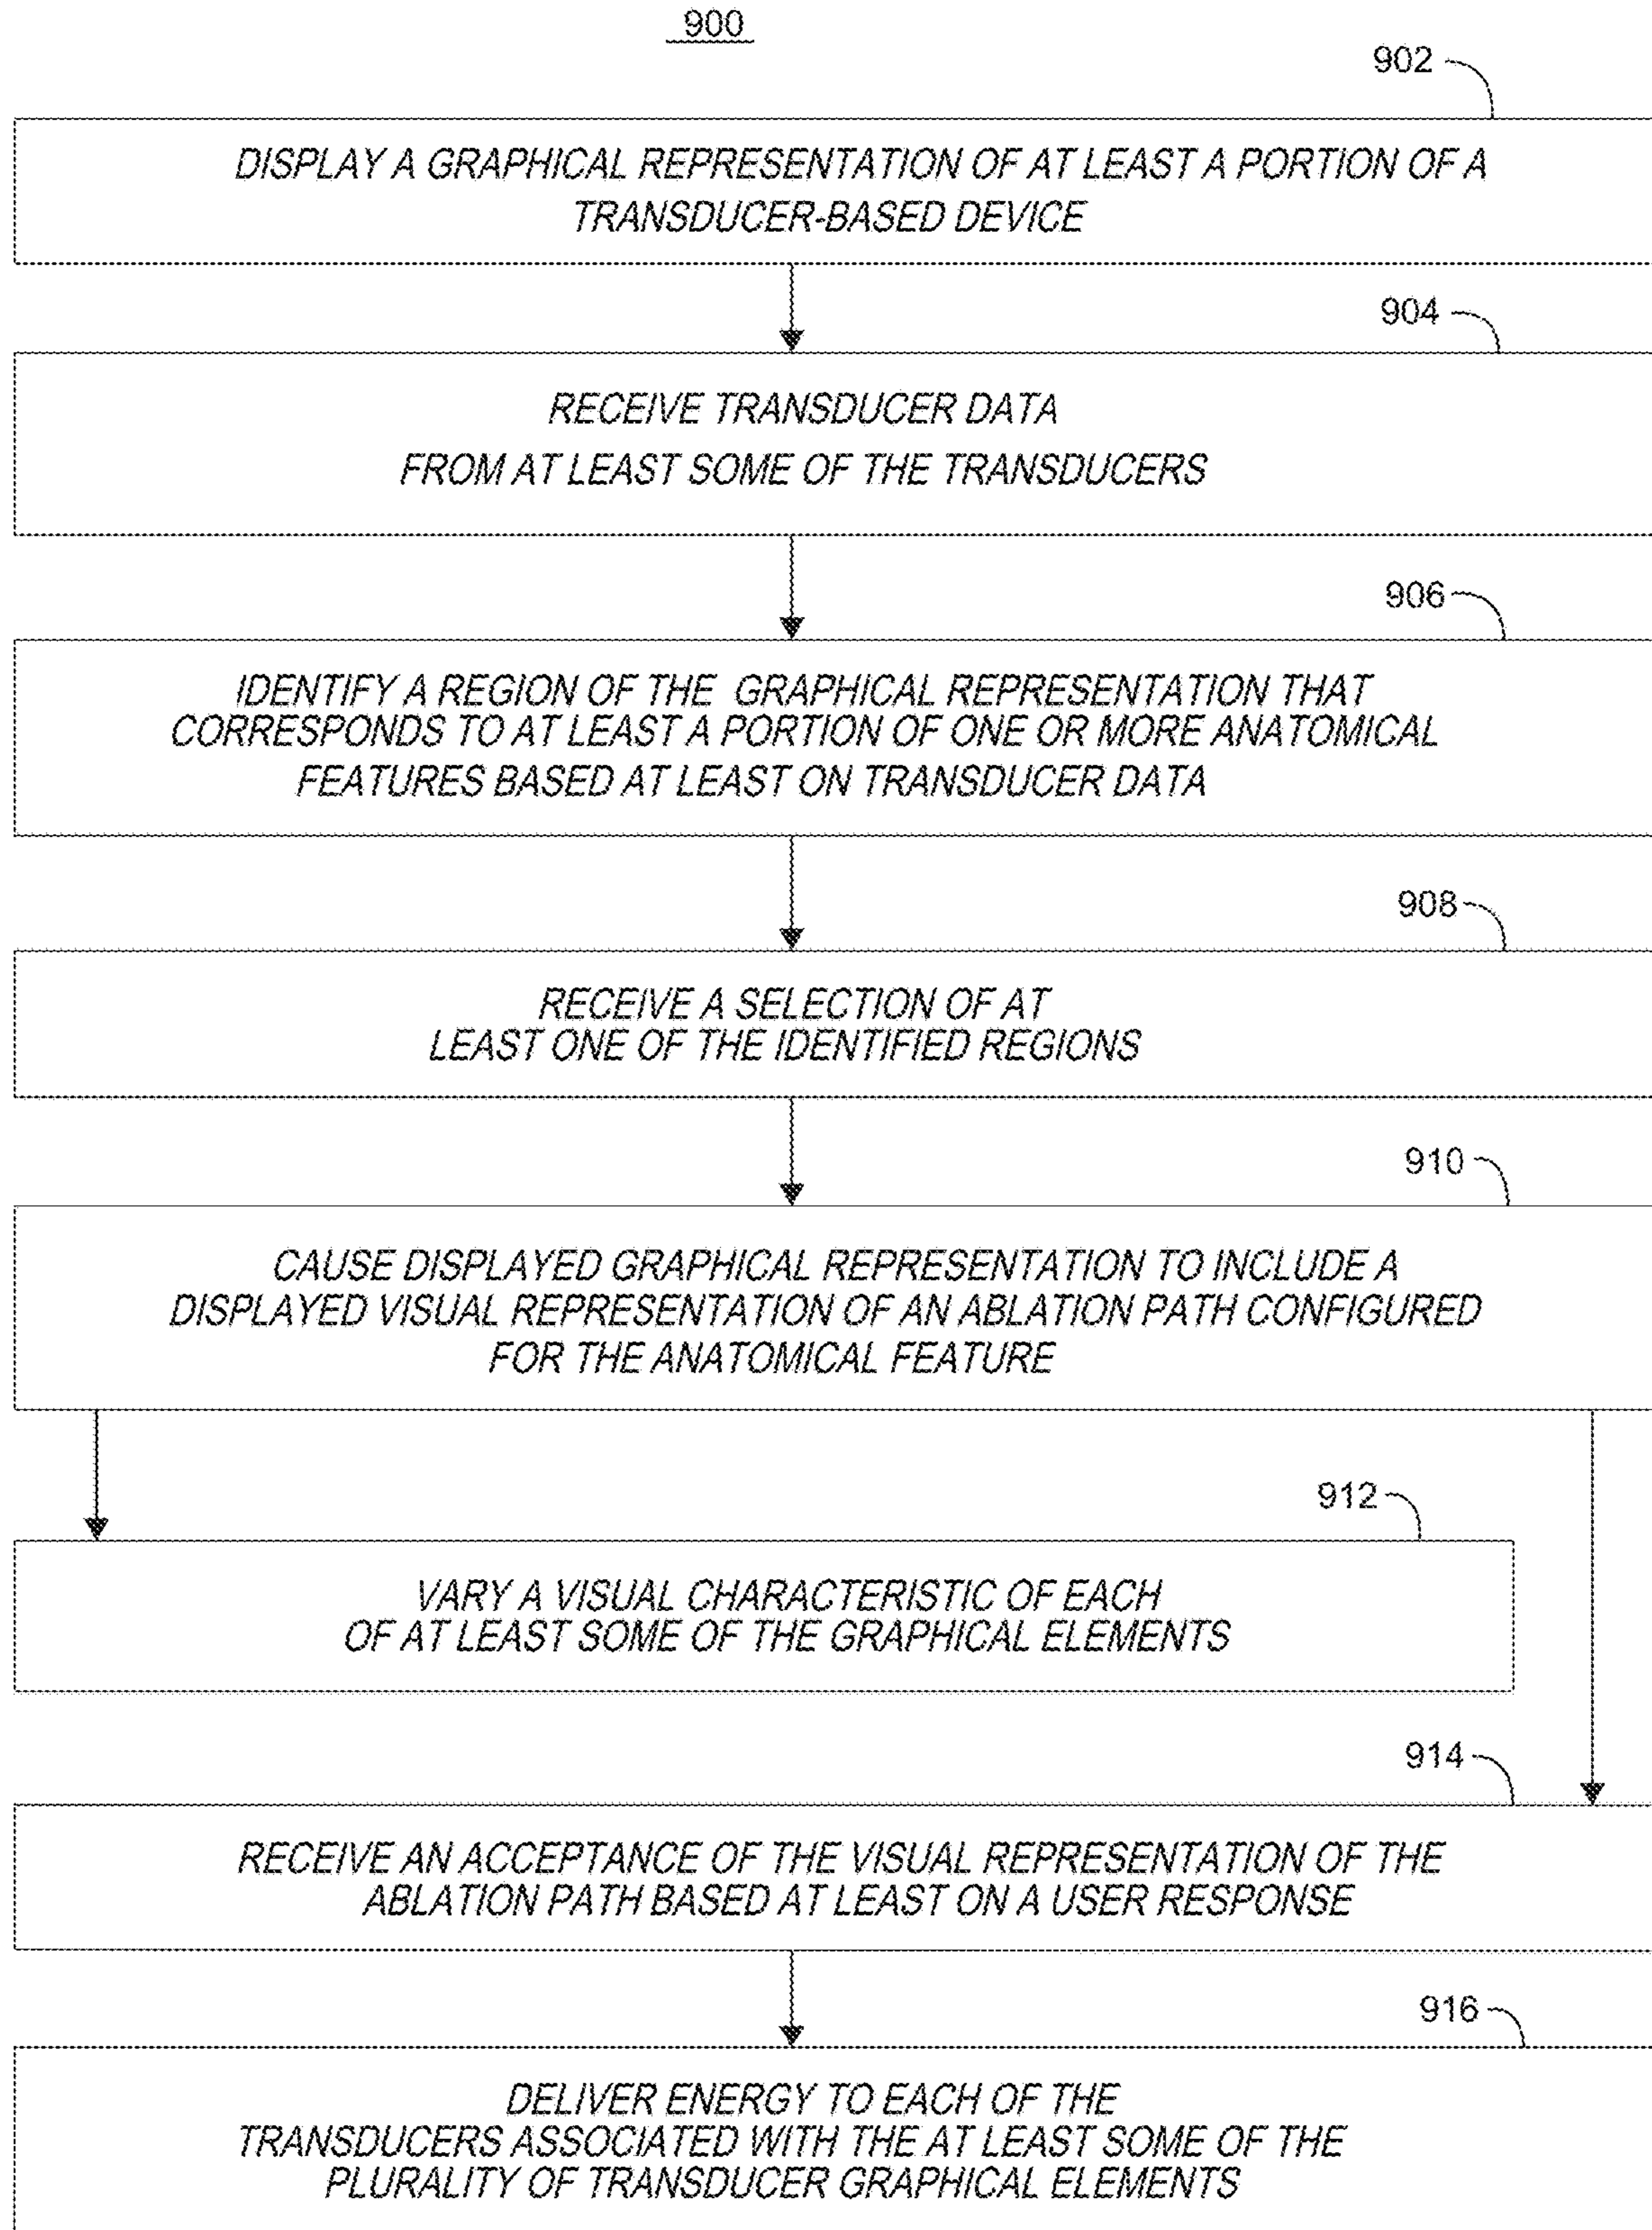 900
902
DISPLAY A GRAPHICAL REPRESENTATION OF AT LEAST A PORTION OF A
TRANSDUCER-BASED DEVICE
904
RECEIVE TRANSDUCER DATA
FROM AT LEAST SOME OF THE TRANSDUCERS
906
IDENTIFY A REGION OF THE GRAPHICAL REPRESENTATION THAT
CORRESPONDS TO AT LEAST A PORTION OF ONE OR MORE ANATOMICAL
FEATURES BASED AT LEAST ON TRANSDUCER DATA
908
RECEIVE A SELECTION OF AT
LEAST ONE OF THE IDENTIFIED REGIONS
910
CAUSE DISPLAYED GRAPHICAL REPRESENTATION TO INCLUDE A
DISPLAYED VISUAL REPRESENTATION OF AN ABLATION PATH CONFIGURED
FOR THE ANATOMICAL FEATURE
912
VARY A VISUAL CHARACTERISTIC OF EACH
OF AT LEAST SOME OF THE GRAPHICAL ELEMENTS
914
RECEIVE AN ACCEPTANCE OF THE VISUAL REPRESENTATION OF THE
ABLATION PATH BASED AT LEAST ON A USER RESPONSE
916
DELIVER ENERGY TO EACH OF THE
TRANSDUCERS ASSOCIATED WITH THE AT LEAST SOME OF THE
PLURALITY OF TRANSDUCER GRAPHICAL ELEMENTS